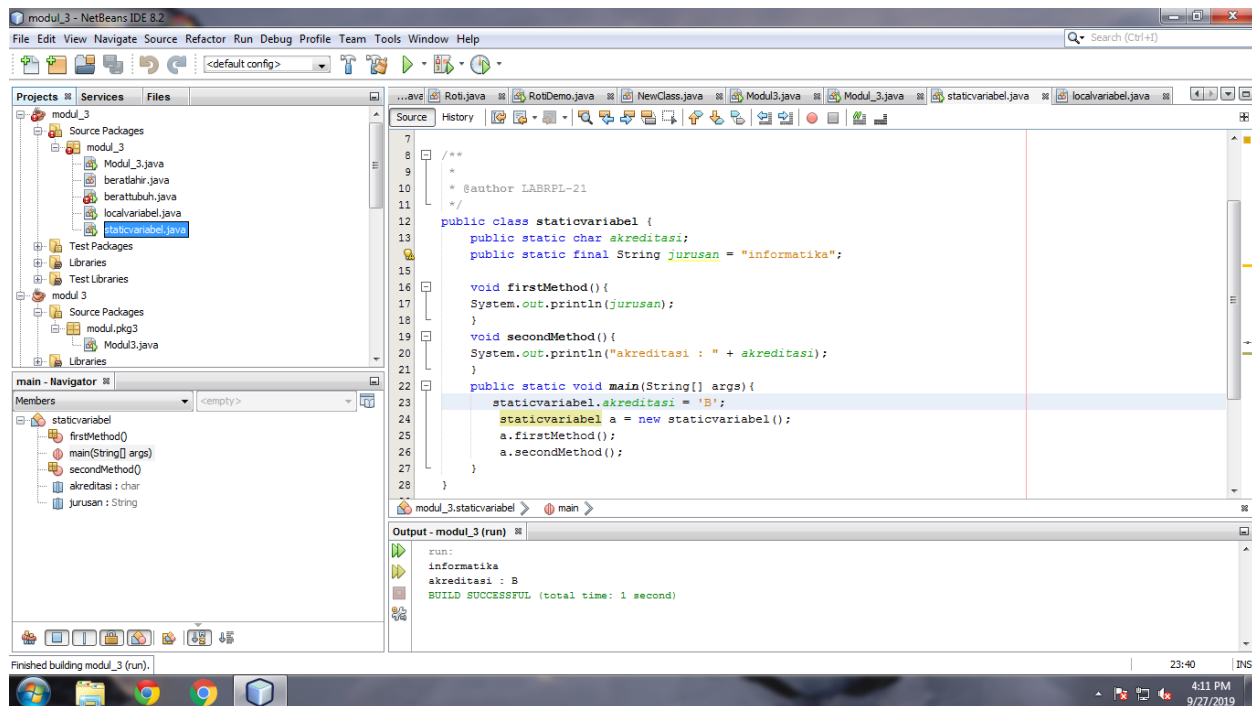 modul_3 - NetBeans IDE 8.2
File Edit View Navigate Source Refactor Run Debug Profile Team Tools Window Help
Search (Ctrl+I)
<default config>
Projects Services Files
modul_3
Source Packages
modul_3
Modul_3.java
beratlahir.java
berattubuh.java
localvariabel.java
staticvariabel.java
Test Packages
Libraries
Test Libraries
modul 3
Source Packages
modul.pkg3
Modul3.java
Libraries
main - Navigator
Members <empty>
staticvariabel
firstMethod()
main(String[] args)
secondMethod()
akreditasi : char
jurusan : String
...ava Roti.java RotiDemo.java NewClass.java Modul3.java Modul_3.java staticvariabel.java localvariabel.java
Source History
7
8 /**
9 *
10 * @author LABRPL-21
11 */
12 public class staticvariabel {
13 public static char akreditasi;
public static final String jurusan = "informatika";
15
16 void firstMethod(){
17 System.out.println(jurusan);
18 }
19 void secondMethod(){
20 System.out.println("akreditasi : " + akreditasi);
21 }
22 public static void main(String[] args){
23 staticvariabel.akreditasi = 'B';
24 staticvariabel a = new staticvariabel();
25 a.firstMethod();
26 a.secondMethod();
27 }
28 }
modul_3.staticvariabel main
Output - modul_3 (run)
run:
informatika
akreditasi : B
BUILD SUCCESSFUL (total time: 1 second)
Finished building modul_3 (run).
23:40 INS
4:11 PM
9/27/2019